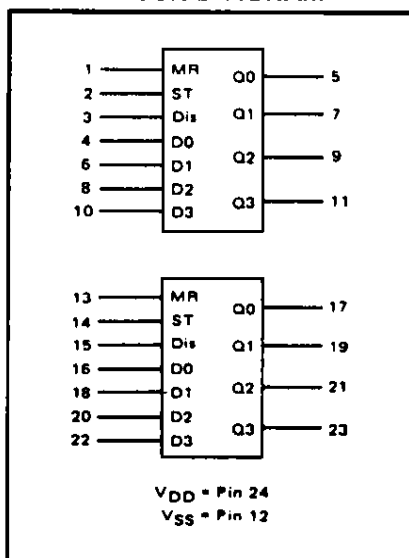 1 MR Q0 5
2 ST
3 Dis Q1 7
4 D0
6 D1 Q2 9
8 D2
10 D3 Q3 11
13 MR Q0 17
14 ST
15 Dis Q1 19
16 D0
18 D1 Q2 21
20 D2
22 D3 Q3 23
VDD = Pin 24
VSS = Pin 12